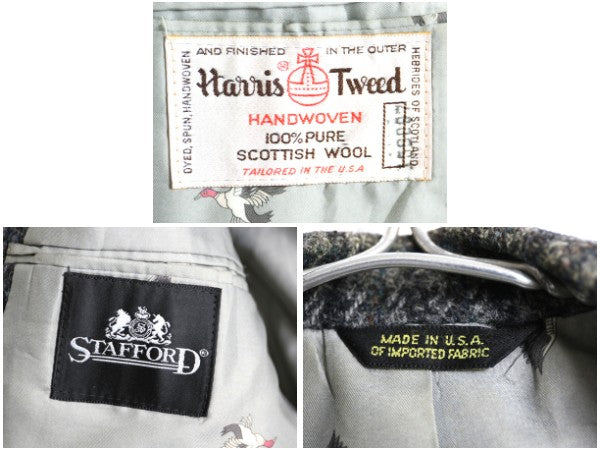 AND FINISHED IN THE OUTER
HEBRIDES OF SCOTLAND,
DYED, SPUN, HANDWOVEN
Harris Tweed
®
HANDWOVEN
100% PURE
SCOTTISH WOOL
TAILORED IN THE U.S.A
STAFFORD®
MADE IN U.S.A.
OF IMPORTED FABRIC